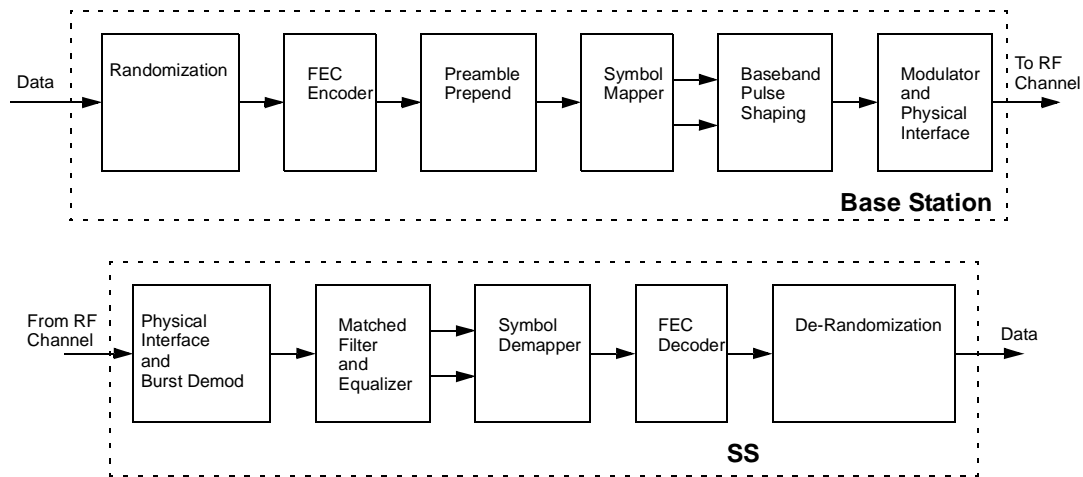 Data
Randomization
FEC
Encoder
Preamble
Prepend
Symbol
Mapper
Baseband
Pulse
Shaping
Modulator
and
Physical
Interface
To RF
Channel
Base Station
From RF
Channel
Physical
Interface
and
Burst Demod
Matched
Filter
and
Equalizer
Symbol
Demapper
FEC
Decoder
De-Randomization
Data
SS